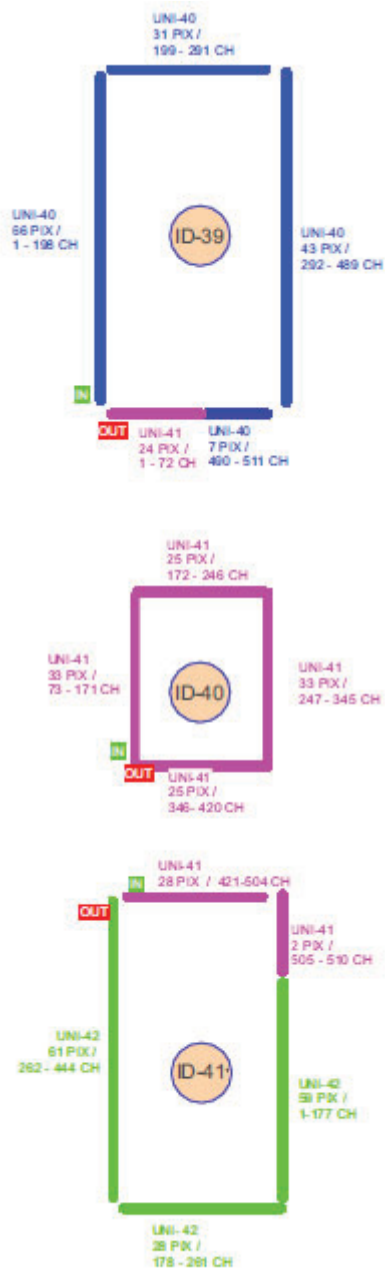 UNI-40
31 PIX /
199 - 291 CH
UNI-40
66 PIX /
1 - 198 CH
ID-39
UNI-40
43 PIX /
292 - 489 CH
IN
OUT
UNI-41
24 PIX /
1 - 72 CH
UNI-40
7 PIX /
490 - 511 CH
UNI-41
25 PIX /
172 - 246 CH
UNI-41
33 PIX /
73 - 171 CH
ID-40
UNI-41
33 PIX /
247 - 345 CH
IN
OUT
UNI-41
25 PIX /
346- 420 CH
UNI-41
IN
28 PIX / 421-504 CH
OUT
UNI-41
2 PIX /
505 - 510 CH
UNI-42
61 PIX /
262 - 444 CH
ID-41
UNI-42
59 PIX /
1-177 CH
UNI- 42
28 PIX /
178 - 261 CH